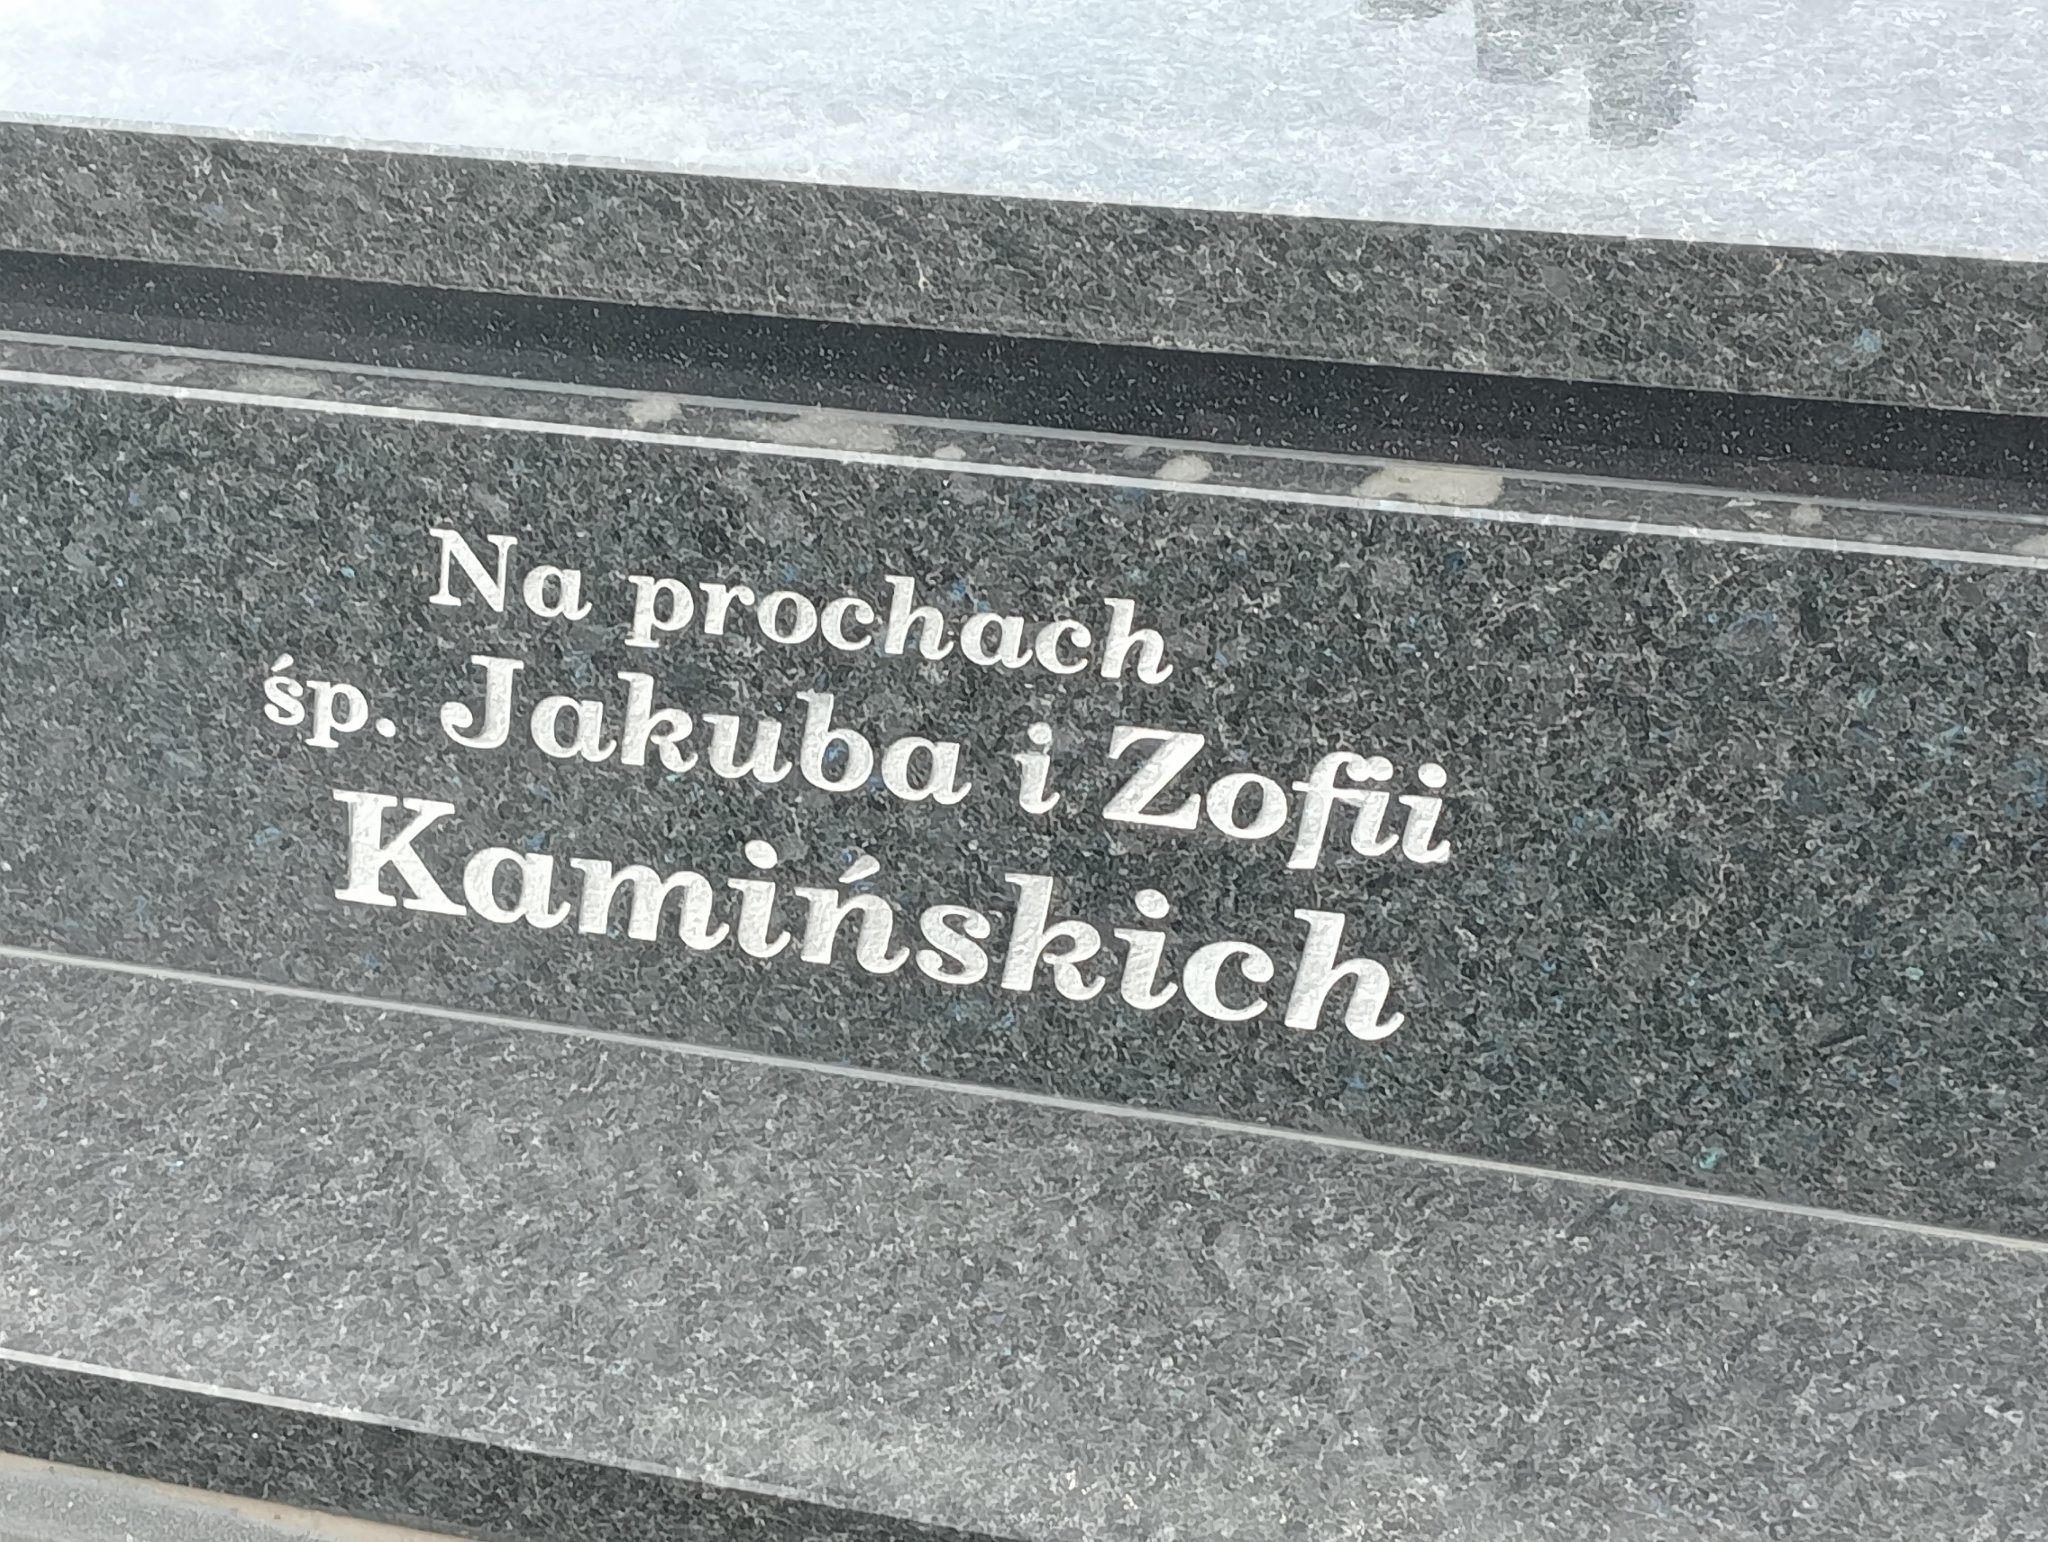 Na prochach
śp. Jakuba i Zofii
Kamińskich